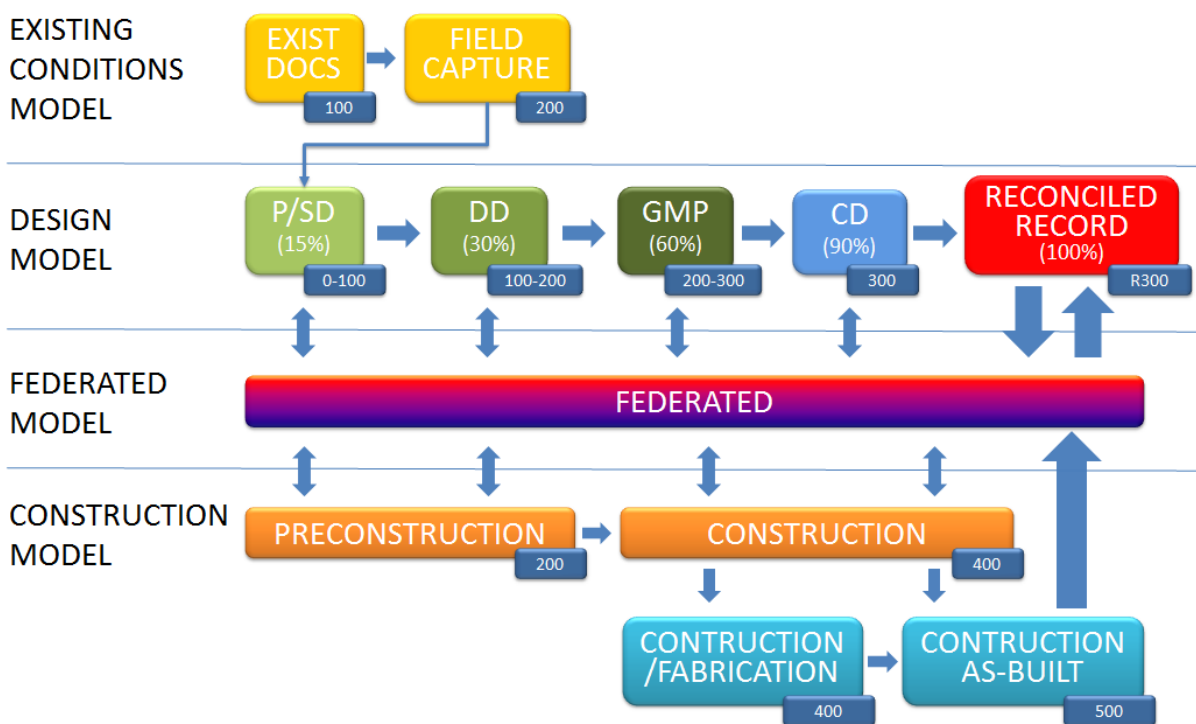 EXISTING
CONDITIONS
MODEL
EXIST
DOCS
100
FIELD
CAPTURE
200
DESIGN
MODEL
P/SD
(15%)
0-100
DD
(30%)
100-200
GMP
(60%)
200-300
CD
(90%)
300
RECONCILED
RECORD
(100%)
R300
FEDERATED
MODEL
FEDERATED
CONSTRUCTION
MODEL
PRECONSTRUCTION
200
CONSTRUCTION
400
CONTRUCTION
/FABRICATION
400
CONTRUCTION
AS-BUILT
500